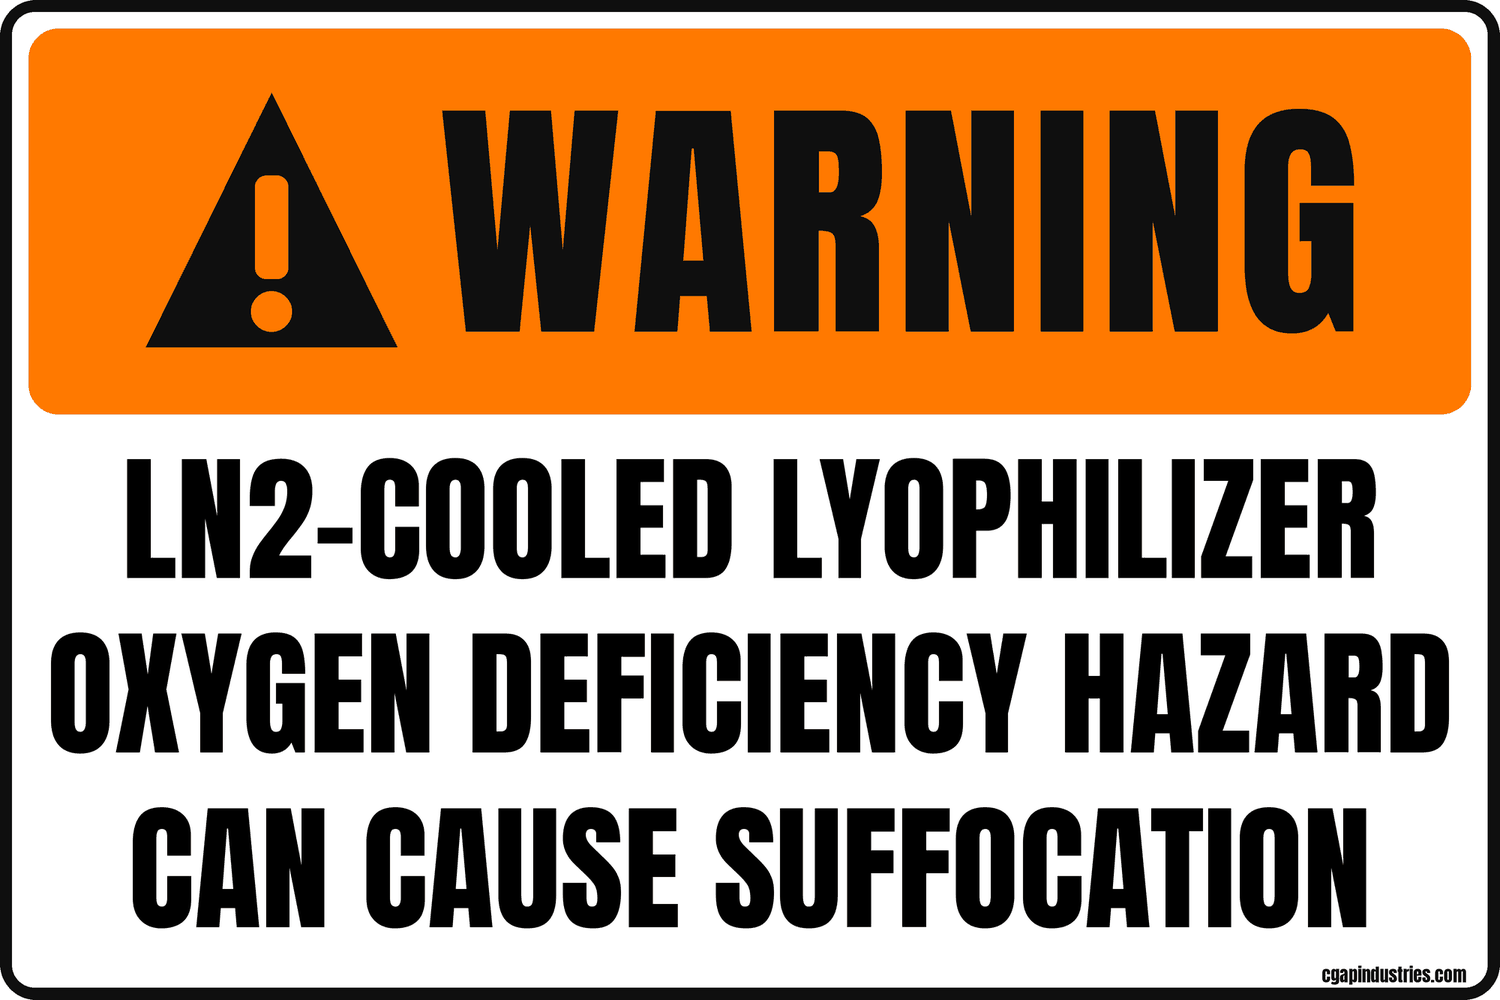 WARNING
LN2-COOLED LYOPHILIZER
OXYGEN DEFICIENCY HAZARD
CAN CAUSE SUFFOCATION
cgapindustries.com